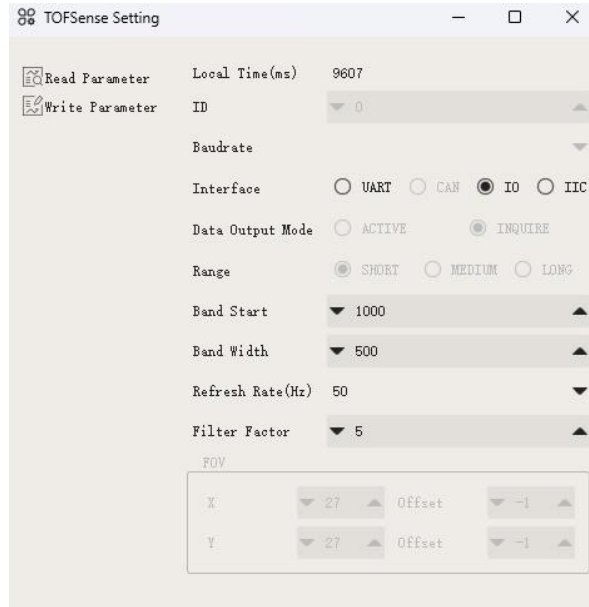 TOFSense Setting
Read Parameter
Write Parameter
Local Time(ms) 9607
ID 0
Baudrate
Interface UART CAN IO IIC
Data Output Mode ACTIVE INQUIRE
Range SHORT MEDIUM LONG
Band Start 1000
Band Width 500
Refresh Rate(Hz) 50
Filter Factor 5
FOV
X 27 Offset -1
Y 27 Offset -1